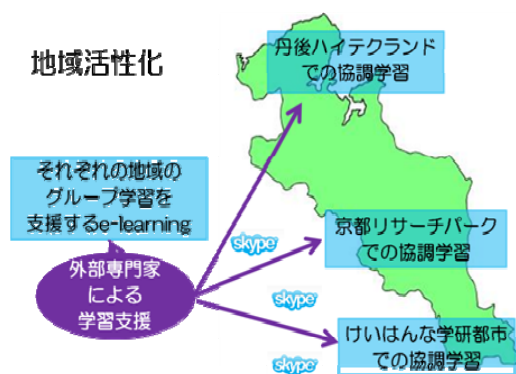 地域活性化
丹後ハイテクランド
での協調学習
それぞれの地域の
グループ学習を
支援するe-learning
外部専門家
による
学習支援
skype
京都リサーチパーク
での協調学習
skype
けいはんな学研都市
での協調学習
skype